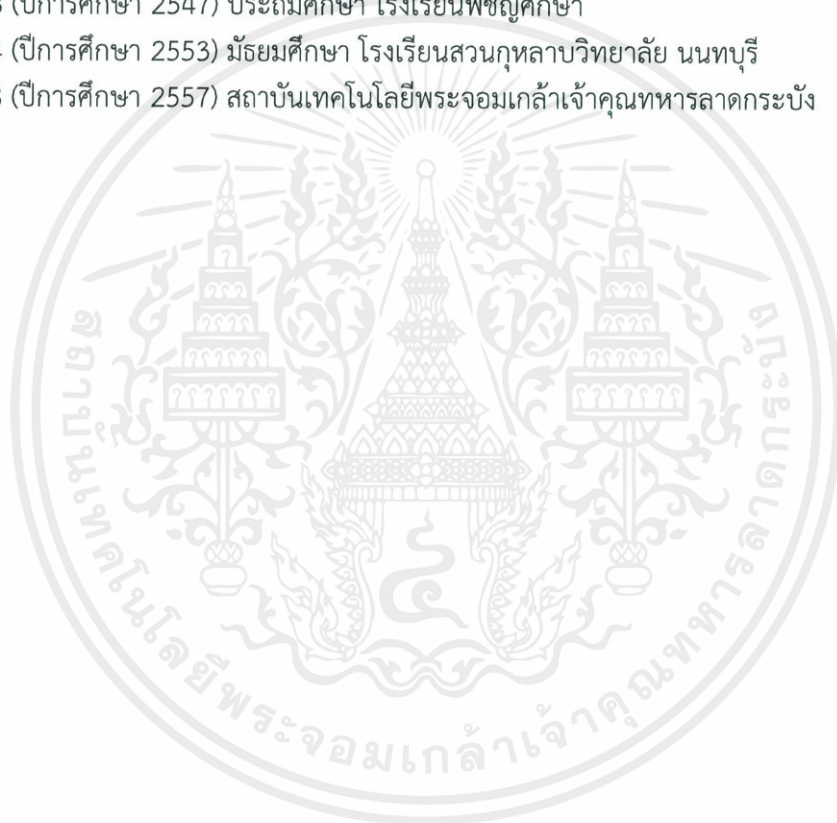 (ปีการศึกษา 2547) ประถมศึกษา โรงเรียนพิชญศึกษา
(ปีการศึกษา 2553) มัธยมศึกษา โรงเรียนสวนกุหลาบวิทยาลัย นนทบุรี
(ปีการศึกษา 2557) สถาบันเทคโนโลยีพระจอมเกล้าเจ้าคุณทหารลาดกระบัง
สถาบันเทคโนโลยีพระจอมเกล้าเจ้าคุณทหารลาดกระบัง